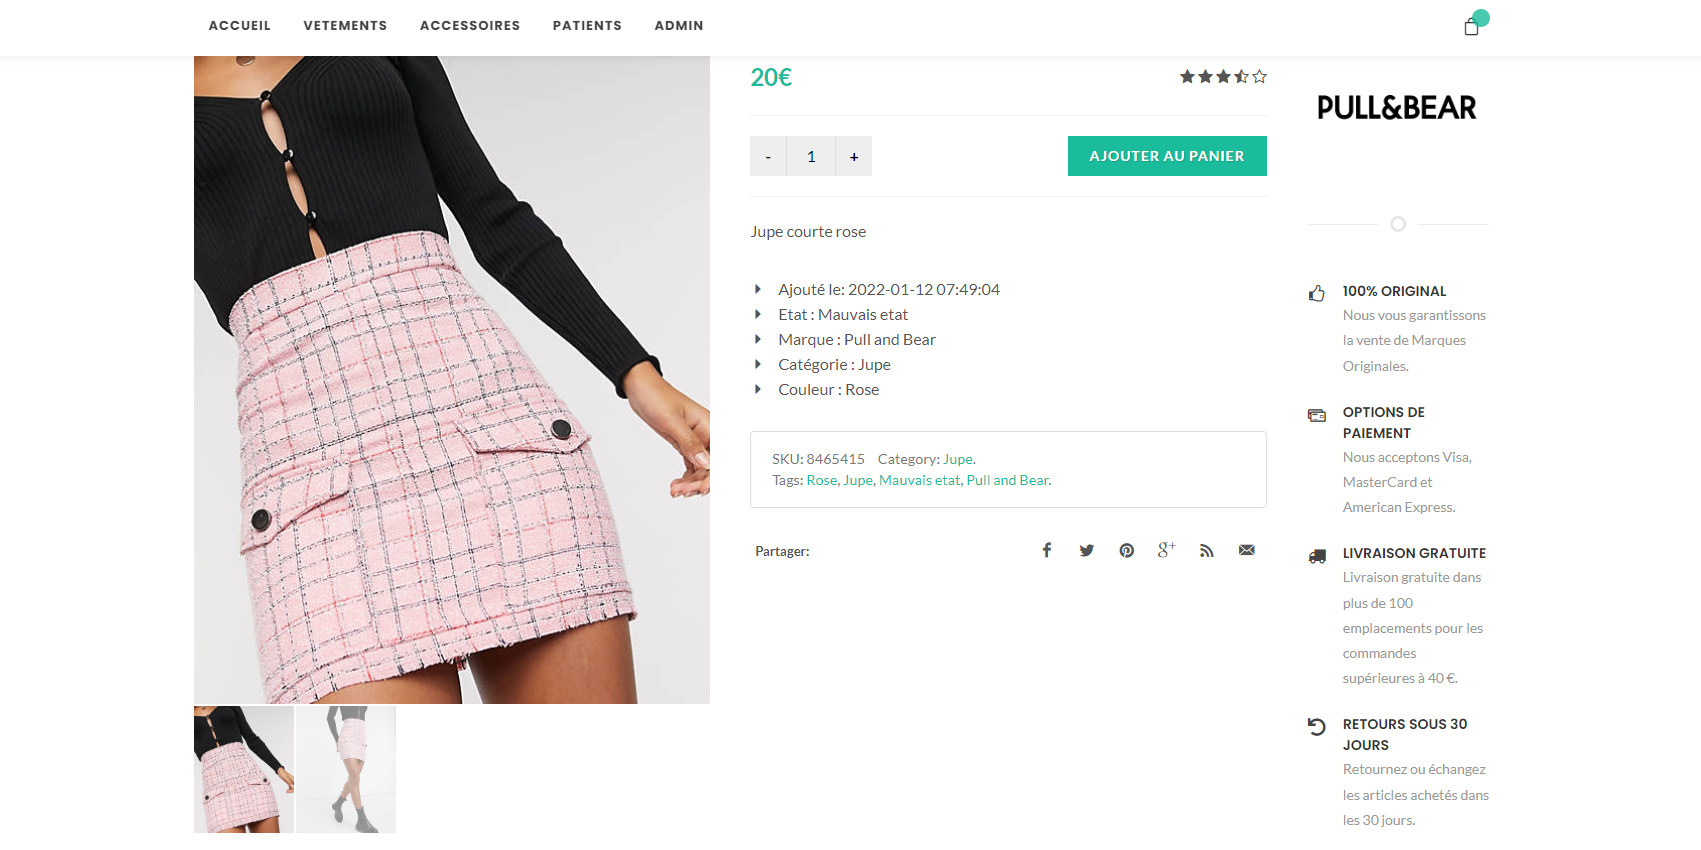 ACCUEIL VETEMENTS ACCESSOIRES PATIENTS ADMIN
20€
- 1 +
AJOUTER AU PANIER
Jupe courte rose
Ajouté le: 2022-01-12 07:49:04
Etat : Mauvais etat
Marque : Pull and Bear
Catégorie : Jupe
Couleur : Rose
SKU: 8465415 Category: Jupe.
Tags: Rose, Jupe, Mauvais etat, Pull and Bear.
Partager:
PULL&BEAR
100% ORIGINAL
Nous vous garantissons
la vente de Marques
Originales.
OPTIONS DE
PAIEMENT
Nous acceptons Visa,
MasterCard et
American Express.
LIVRAISON GRATUITE
Livraison gratuite dans
plus de 100
emplacements pour les
commandes
supérieures à 40 €.
RETOURS SOUS 30
JOURS
Retournez ou échangez
les articles achetés dans
les 30 jours.